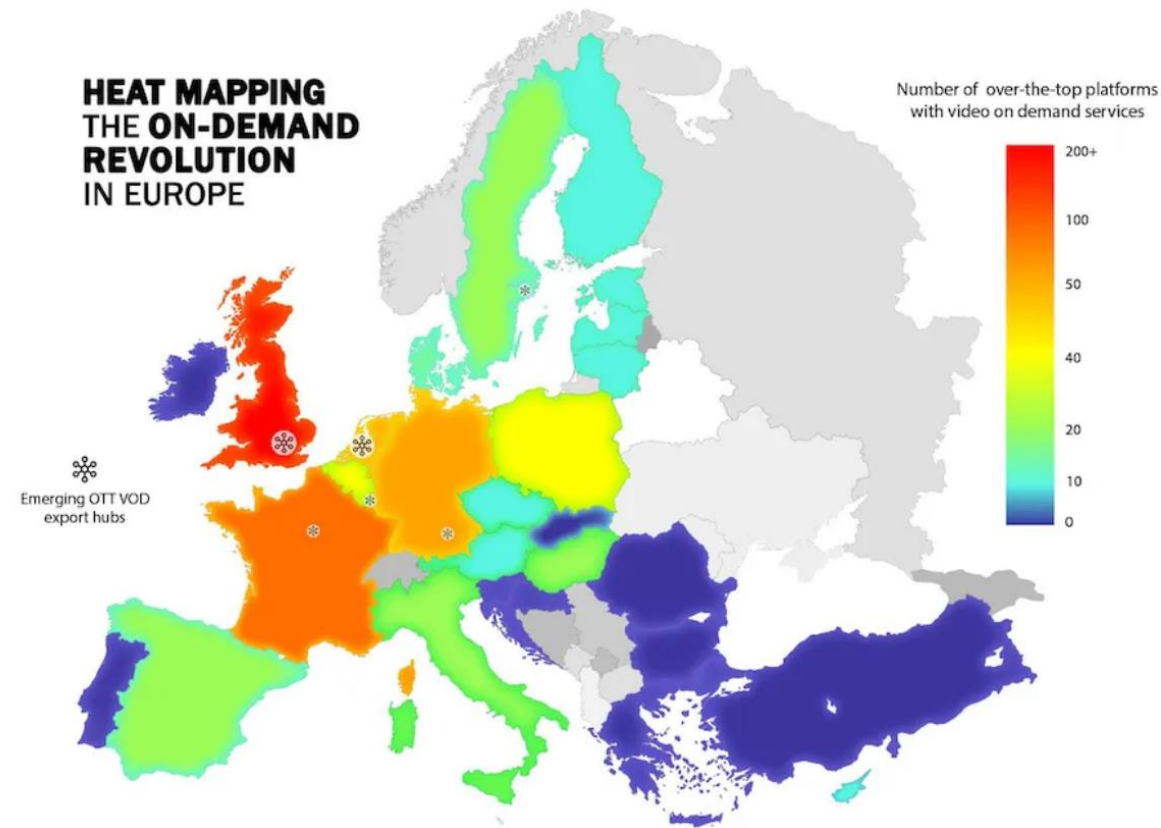 HEAT MAPPING
THE ON-DEMAND
REVOLUTION
IN EUROPE
Number of over-the-top platforms
with video on demand services
200+
100
50
40
20
10
0
Emerging OTT VOD
export hubs